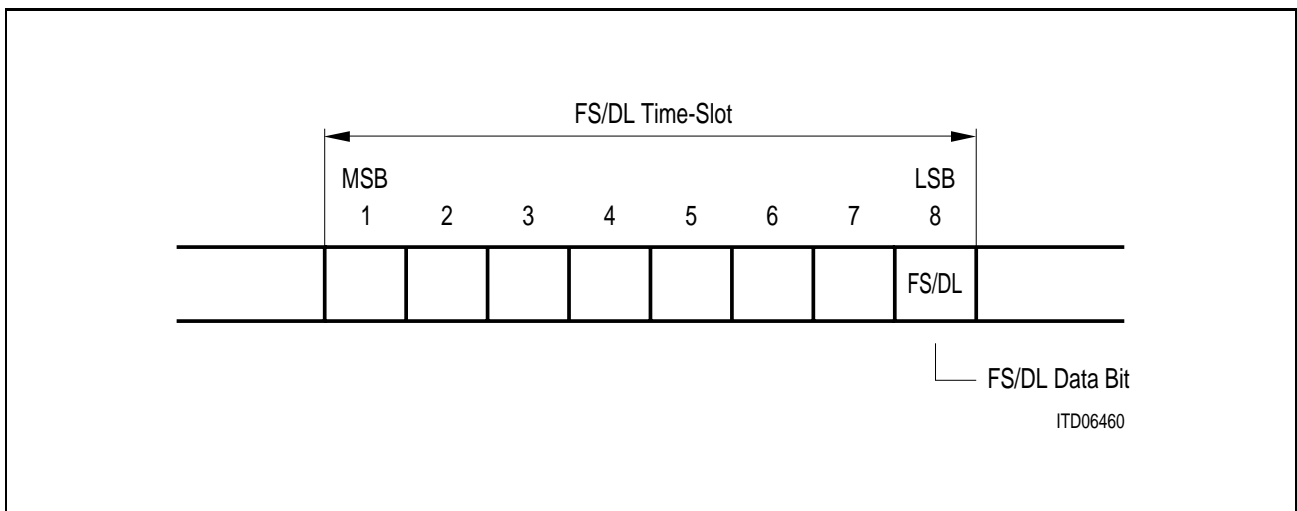 FS/DL Time-Slot
MSB LSB
1 2 3 4 5 6 7 8
FS/DL
FS/DL Data Bit
ITD06460